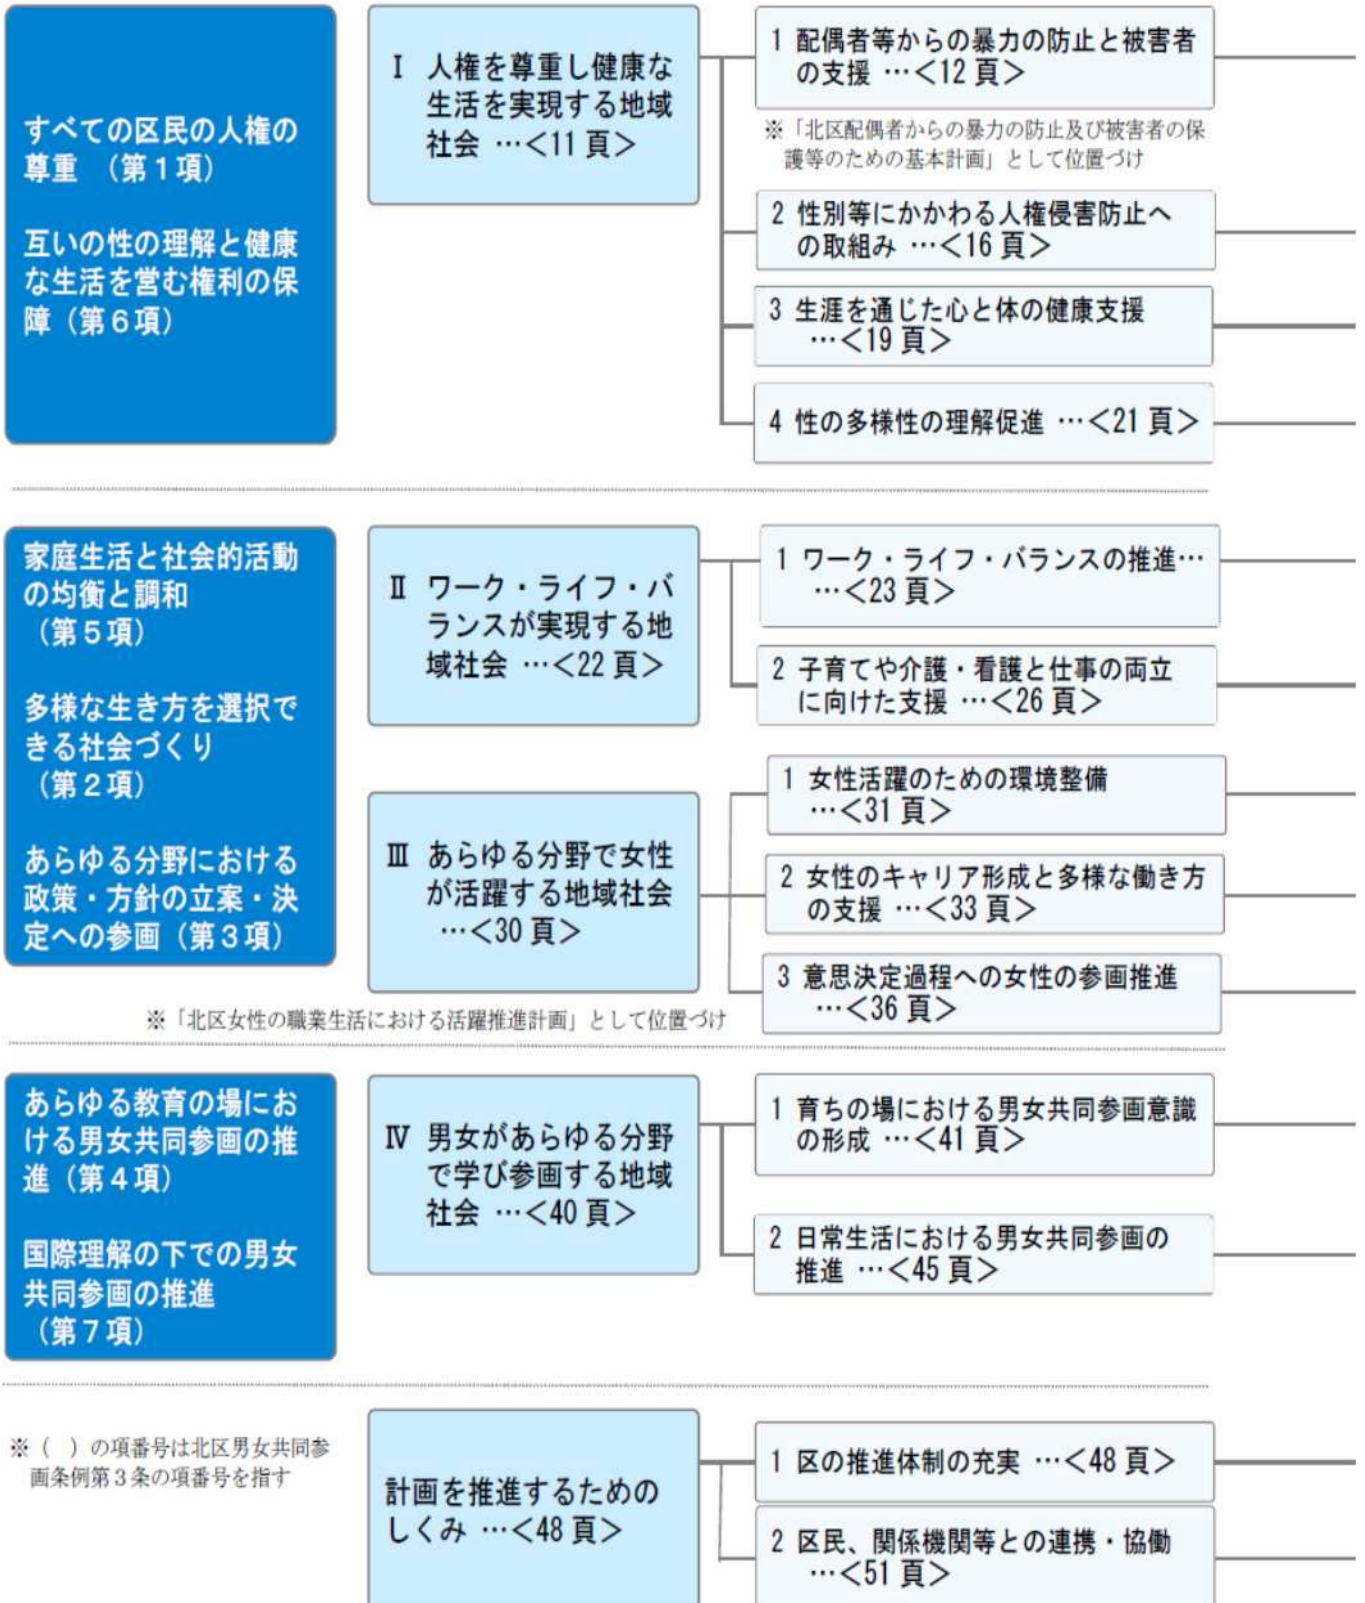 すべての区民の人権の
尊重 （第１項）
互いの性の理解と健康
な生活を営む権利の保
障（第６項）
Ⅰ 人権を尊重し健康な
生活を実現する地域
社会 …＜11 頁＞
1 配偶者等からの暴力の防止と被害者
の支援 …＜12 頁＞
※「北区配偶者からの暴力の防止及び被害者の保
護等のための基本計画」として位置づけ
2 性別等にかかわる人権侵害防止へ
の取組み …＜16 頁＞
3 生涯を通じた心と体の健康支援
…＜19 頁＞
4 性の多様性の理解促進 …＜21 頁＞
家庭生活と社会的活動
の均衡と調和
（第５項）
多様な生き方を選択で
きる社会づくり
（第２項）
あらゆる分野における
政策・方針の立案・決
定への参画（第３項）
Ⅱ ワーク・ライフ・バ
ランスが実現する地
域社会 …＜22 頁＞
1 ワーク・ライフ・バランスの推進…
…＜23 頁＞
2 子育てや介護・看護と仕事の両立
に向けた支援 …＜26 頁＞
Ⅲ あらゆる分野で女性
が活躍する地域社会
…＜30 頁＞
1 女性活躍のための環境整備
…＜31 頁＞
2 女性のキャリア形成と多様な働き方
の支援 …＜33 頁＞
3 意思決定過程への女性の参画推進
…＜36 頁＞
※「北区女性の職業生活における活躍推進計画」として位置づけ
あらゆる教育の場にお
ける男女共同参画の推
進（第４項）
国際理解の下での男女
共同参画の推進
（第７項）
Ⅳ 男女があらゆる分野
で学び参画する地域
社会 …＜40 頁＞
1 育ちの場における男女共同参画意識
の形成 …＜41 頁＞
2 日常生活における男女共同参画の
推進 …＜45 頁＞
※（ ）の項番号は北区男女共同参
画条例第３条の項番号を指す
計画を推進するための
しくみ …＜48 頁＞
1 区の推進体制の充実 …＜48 頁＞
2 区民、関係機関等との連携・協働
…＜51 頁＞